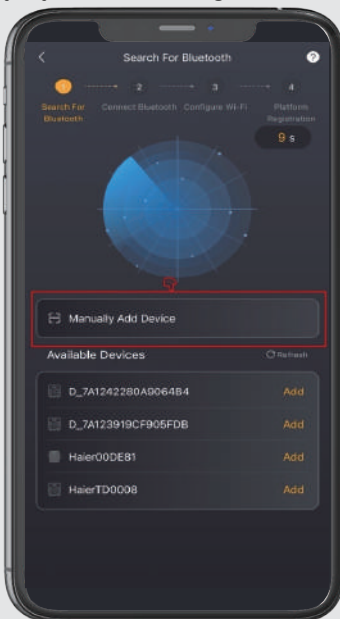 Search For Bluetooth
?
1 2 3 4
Search For Bluetooth
Connect Bluetooth
Configure Wi-Fi
Platform Registration
9 s
Manually Add Device
Available Devices
Refresh
D_7A1242280A9064B4
Add
D_7A123919CF905FDB
Add
Haier00DE81
Add
HaierTD0008
Add